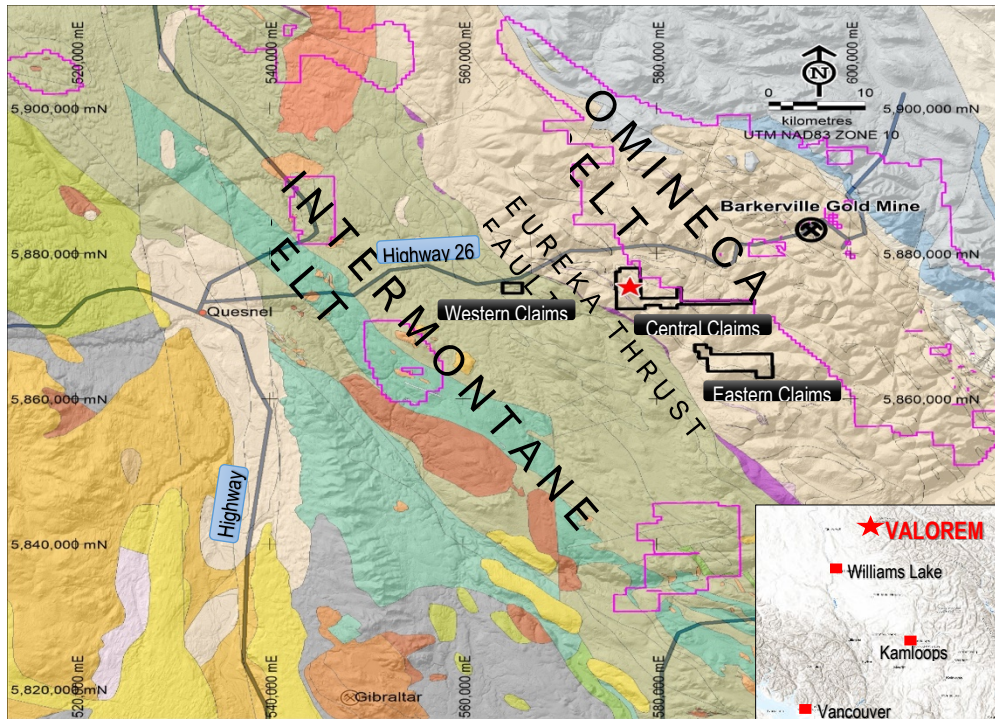 520,000 mE
540,000 mE
560,000 mE
580,000 mE
600,000 mE
N
0 10
kilometres
UTM NAD83 ZONE 10
5,900,000 mN
5,900,000 mN
OMINECA
ELT
INTERMONTANE
ELT
EUREKA THRUST
FAULT
Barkerville Gold Mine
5,880,000 mN
5,880,000 mN
Highway 26
Quesnel
Western Claims
Central Claims
Eastern Claims
5,860,000 mN
5,860,000 mN
Highway
5,840,000 mN
VALOREM
Williams Lake
Kamloops
Vancouver
Gibraltar
5,820,000 mN
520,000 mE
540,000 mE
560,000 mE
580,000 mE